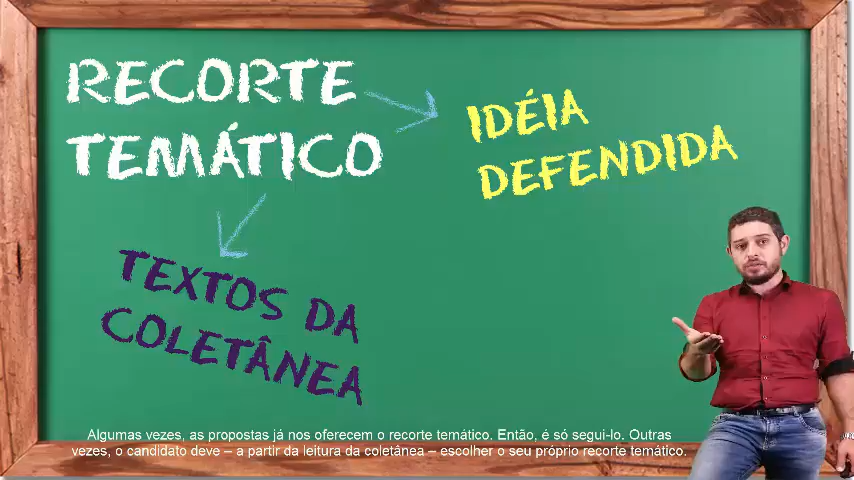 RECORTE
TEMÁTICO
IDÉIA
DEFENDIDA
TEXTOS DA
COLETÂNEA
Algumas vezes, as propostas já nos oferecem o recorte temático. Então, é só segui-lo. Outras
vezes, o candidato deve – a partir da leitura da coletânea – escolher o seu próprio recorte temático.